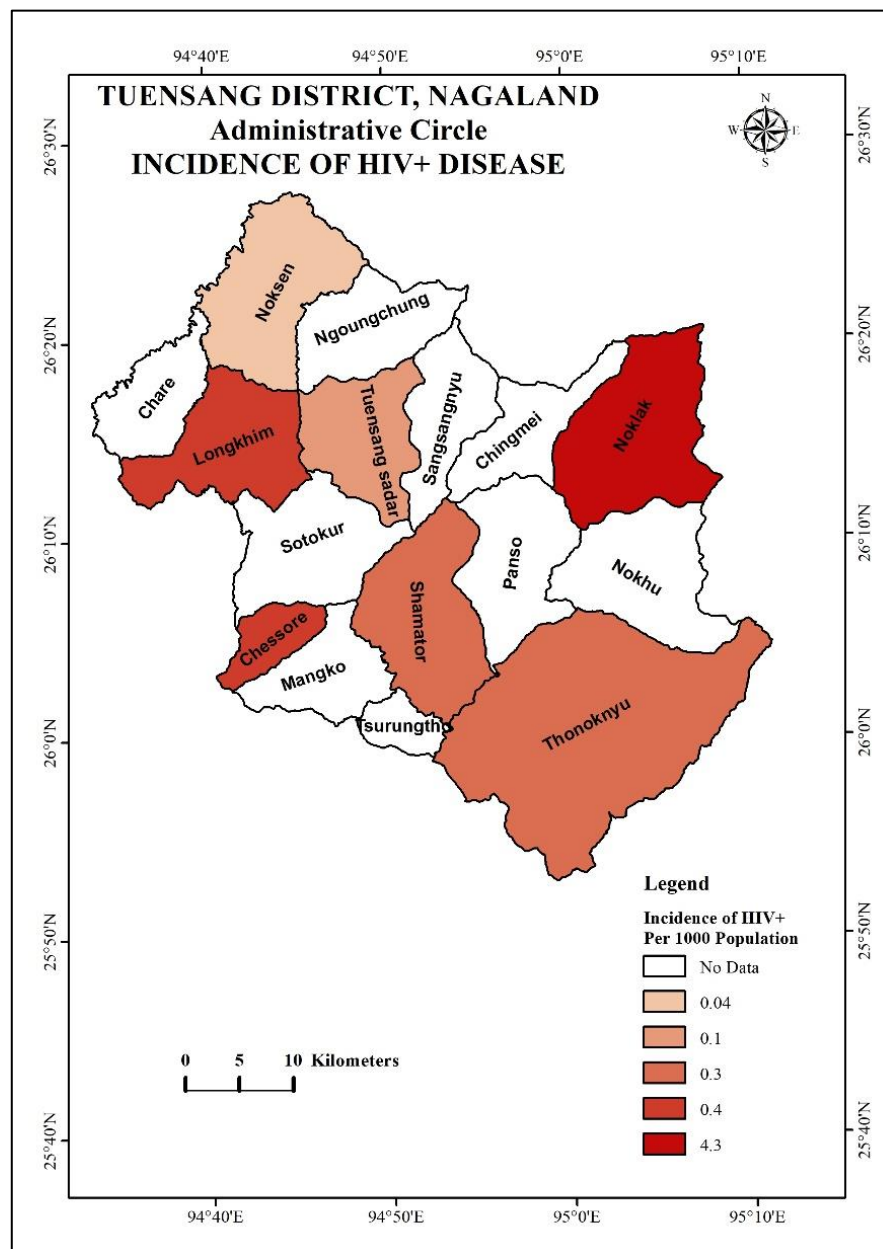 94°40'E 94°50'E 95°0'E 95°10'E
TUENSANG DISTRICT, NAGALAND
Administrative Circle
INCIDENCE OF HIV+ DISEASE
N
W E
S
26°30'N 26°30'N
26°20'N 26°20'N
26°10'N 26°10'N
26°0'N 26°0'N
25°50'N 25°50'N
25°40'N 25°40'N
Noksen
Ngoungchung
Chare
Longkhim
Tuensang sadar
Sangsangnyu
Chingmei
Noklak
Sotokur
Panso
Nokhu
Shamator
Chessore
Mangko
Tsurungtho
Thonoknyu
Legend
Incidence of HIV+
Per 1000 Population
No Data
0.04
0.1
0.3
0.4
4.3
0 5 10 Kilometers
94°40'E 94°50'E 95°0'E 95°10'E